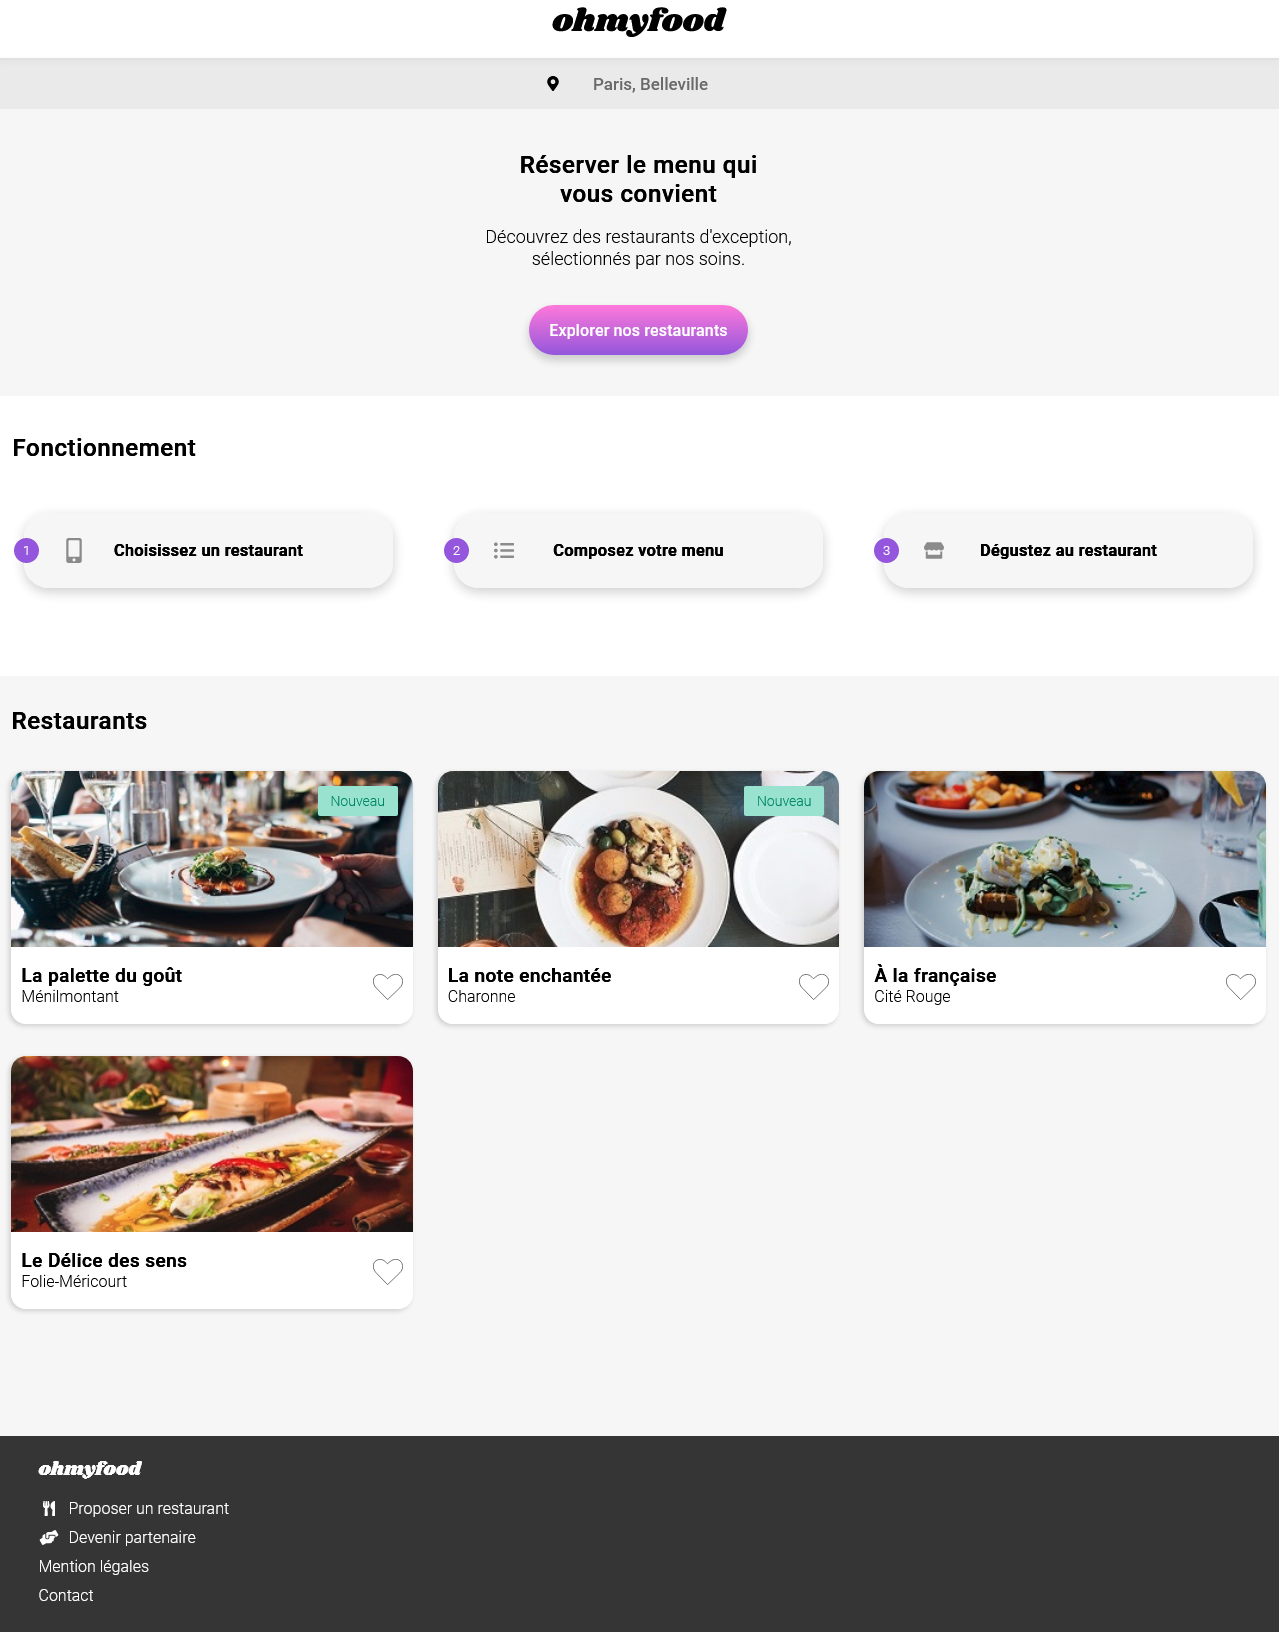 ohmyfood
Paris, Belleville
Réserver le menu qui
vous convient
Découvrez des restaurants d'exception,
sélectionnés par nos soins.
Explorer nos restaurants
Fonctionnement
1
Choisissez un restaurant
2
Composez votre menu
3
Dégustez au restaurant
Restaurants
Nouveau
La palette du goût
Ménilmontant
Nouveau
La note enchantée
Charonne
À la française
Cité Rouge
Le Délice des sens
Folie-Méricourt
ohmyfood
Proposer un restaurant
Devenir partenaire
Mention légales
Contact